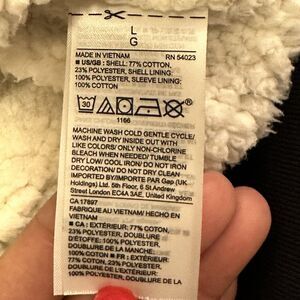 L
G
MADE IN VIETNAM RN 54023
■ US/GB : SHELL: 77% COTTON,
23% POLYESTER, SHELL LINING:
100% POLYESTER, SLEEVE LINING:
100% COTTON
30
1166
MACHINE WASH COLD GENTLE CYCLE/
WASH AND DRY INSIDE OUT WITH
LIKE COLORS/ ONLY NON-CHLORINE
BLEACH WHEN NEEDED/ TUMBLE
DRY LOW/ COOL IRON/ DO NOT IRON
DECORATION/ DO NOT DRY CLEAN
IMPORTED BY/IMPORTE PAR Gap (UK
Holdings) Ltd. 5th Floor, 6 St Andrew
Street London EC4A 3AE, United Kingdom
CA 17897
FABRIQUÉ AU VIETNAM/ HECHO EN
VIETNAM
■ CA : EXTÉRIEUR: 77% COTON,
23% POLYESTER, DOUBLURE
D'ÉTOFFE: 100% POLYESTER,
DOUBLURE DE LA
100% COTON ■ FR : EXTÉRIEUR:
77% COTON, 23% POLYESTER,
DOUBLURE DE L'EXTÉRIEUR:
100% POLYESTER, DOUBLURE DE LA